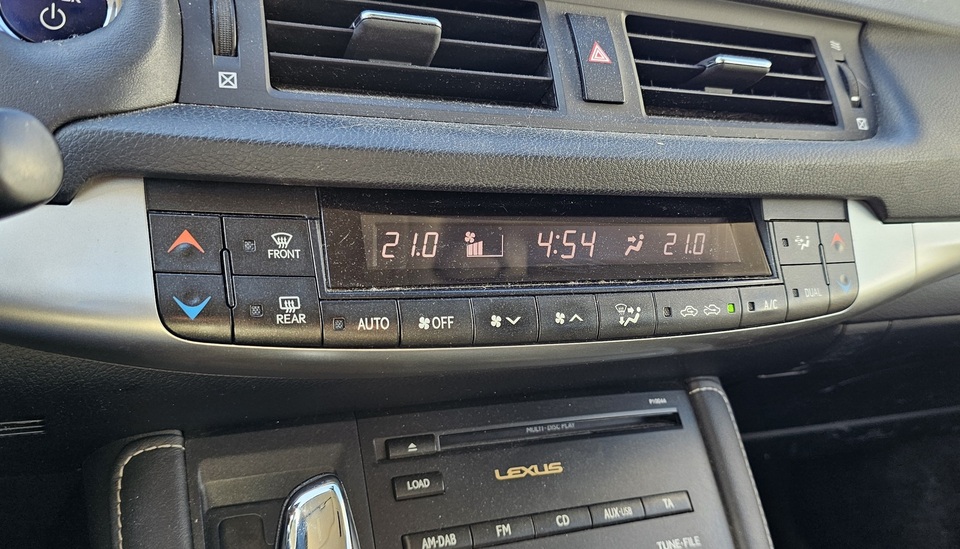 21.0 4:54 21.0
FRONT
REAR
AUTO OFF A/C DUAL
MULTI-DISC PLAY
LEXUS
LOAD
AM·DAB FM CD AUX·USB TA
TUNE·FILE